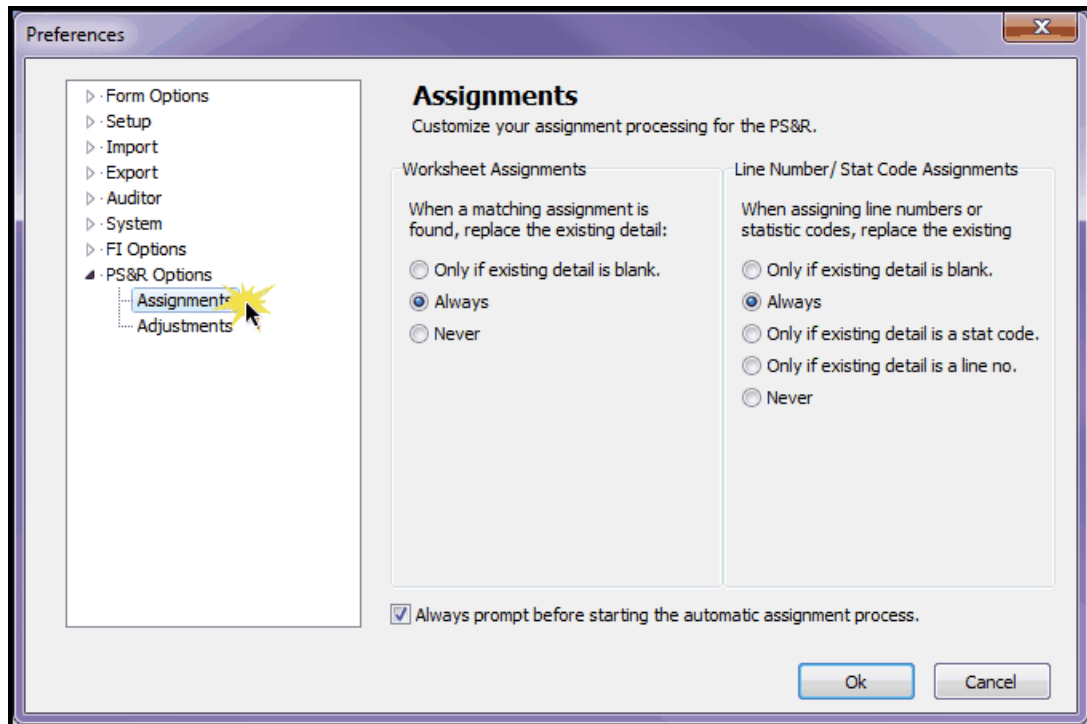 Preferences
Form Options
Setup
Import
Export
Auditor
System
FI Options
PS&R Options
Assignments
Adjustments
Assignments
Customize your assignment processing for the PS&R.
Worksheet Assignments
When a matching assignment is
found, replace the existing detail:
Only if existing detail is blank.
Always
Never
Line Number/ Stat Code Assignments
When assigning line numbers or
statistic codes, replace the existing
Only if existing detail is blank.
Always
Only if existing detail is a stat code.
Only if existing detail is a line no.
Never
Always prompt before starting the automatic assignment process.
Ok
Cancel